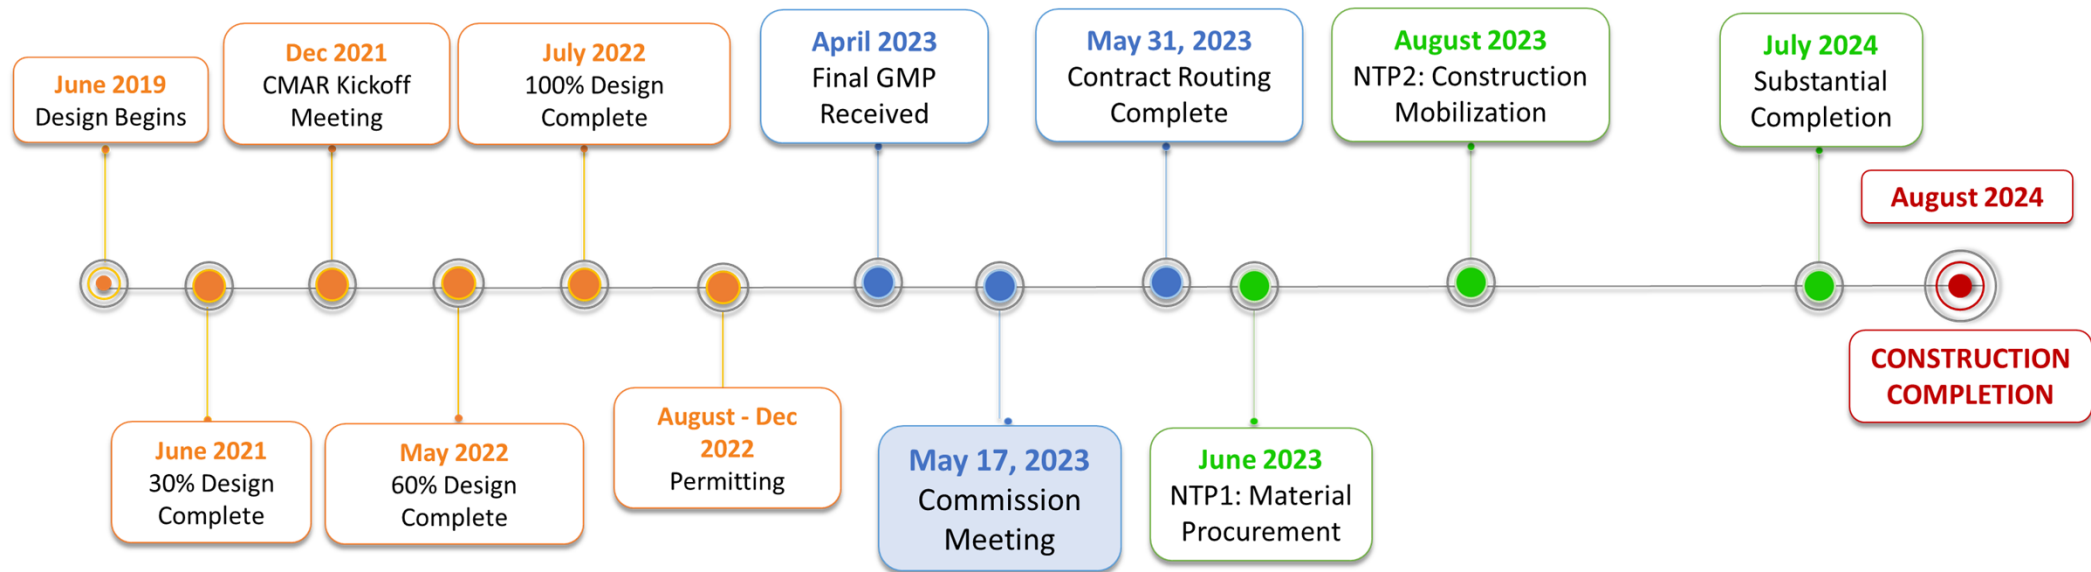 June 2019
Design Begins
June 2021
30% Design
Complete
Dec 2021
CMAR Kickoff
Meeting
May 2022
60% Design
Complete
July 2022
100% Design
Complete
August - Dec
2022
Permitting
April 2023
Final GMP
Received
May 17, 2023
Commission
Meeting
May 31, 2023
Contract Routing
Complete
June 2023
NTP1: Material
Procurement
August 2023
NTP2: Construction
Mobilization
July 2024
Substantial
Completion
August 2024
CONSTRUCTION
COMPLETION